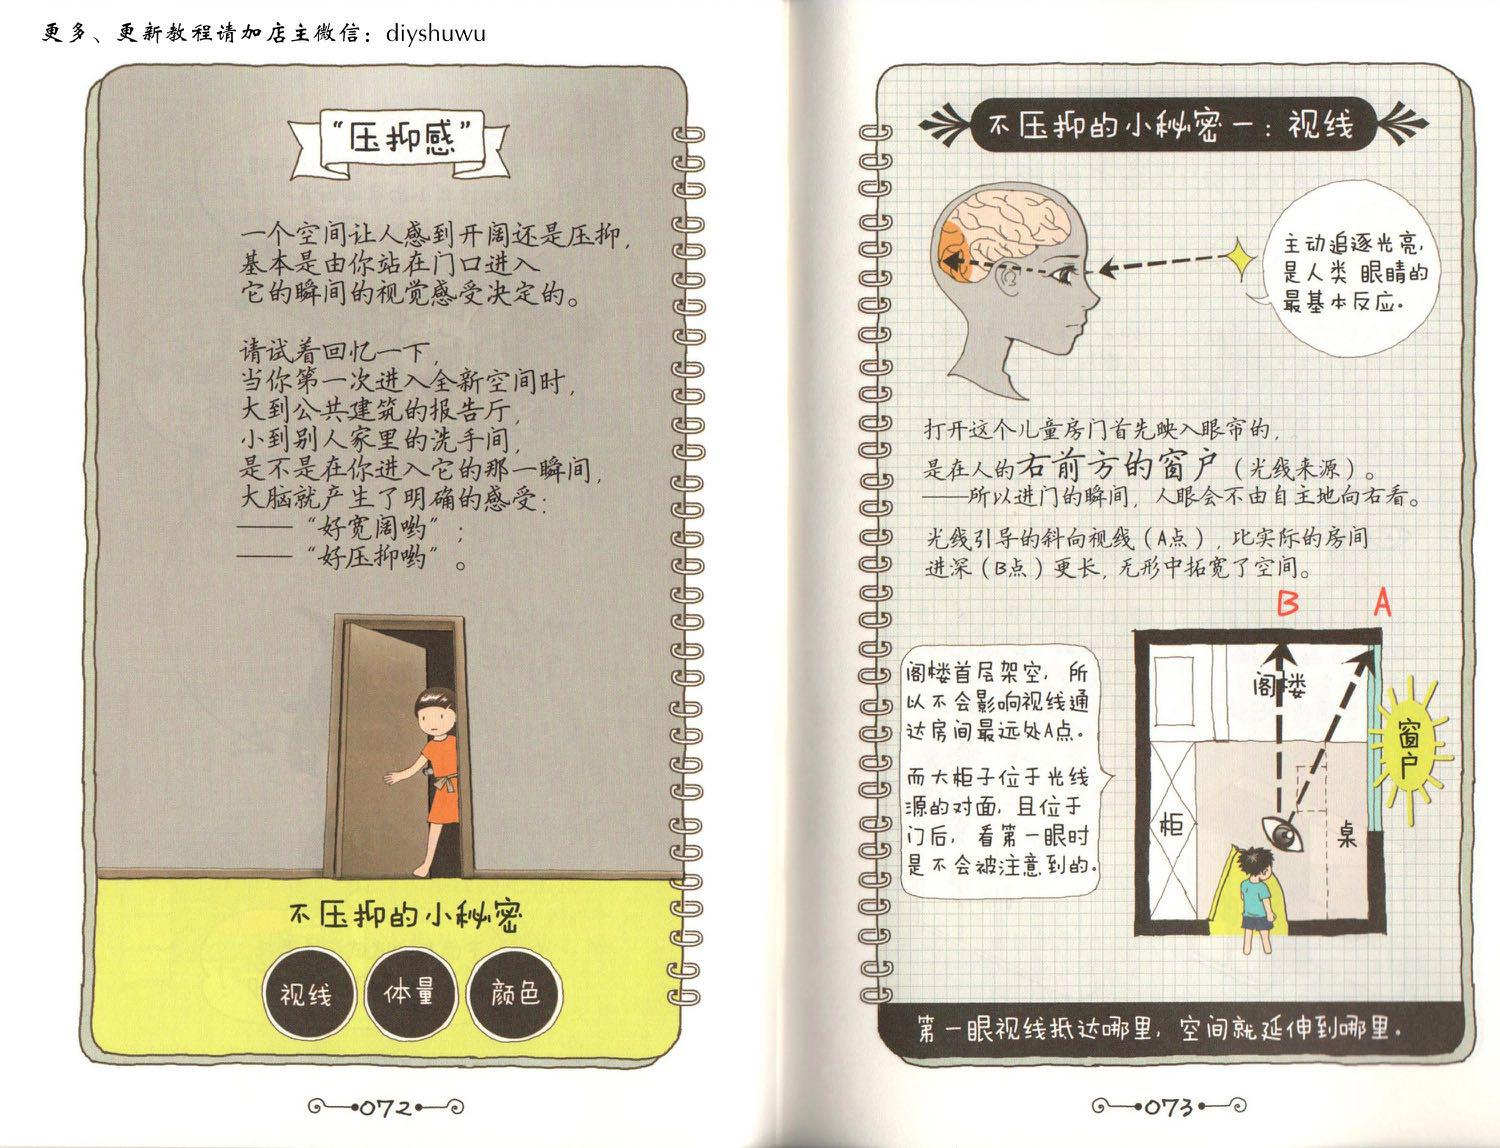 更多、更新教程请加店主微信：diyshuwu
“压抑感”
一个空间让人感到开阔还是压抑，
基本是由你站在门口进入
它的瞬间的视觉感受决定的。
请试着回忆一下，
当你第一次进入全新空间时，
大到公共建筑的报告厅，
小到别人家里的洗手间，
是不是在你进入它的那一瞬间，
大脑就产生了明确的感受：
——“好宽阔哟”；
——“好压抑哟”。
不压抑的小秘密
视线
体量
颜色
072
不压抑的小秘密一：视线
主动追逐光亮，
是人类眼睛的
最基本反应。
打开这个儿童房门首先映入眼帘的，
是在人的右前方的窗户（光线来源）。
——所以进门的瞬间，人眼会不由自主地向右看。
光线引导的斜向视线（A点），比实际的房间
进深（B点）更长，无形中拓宽了空间。
B
A
阁楼首层架空，所
以不会影响视线通
达房间最远处A点。
而大柜子位于光线
源的对面，且位于
门后，看第一眼时
是不会被注意到的。
阁楼
窗户
柜
桌
第一眼视线抵达哪里，空间就延伸到哪里。
073